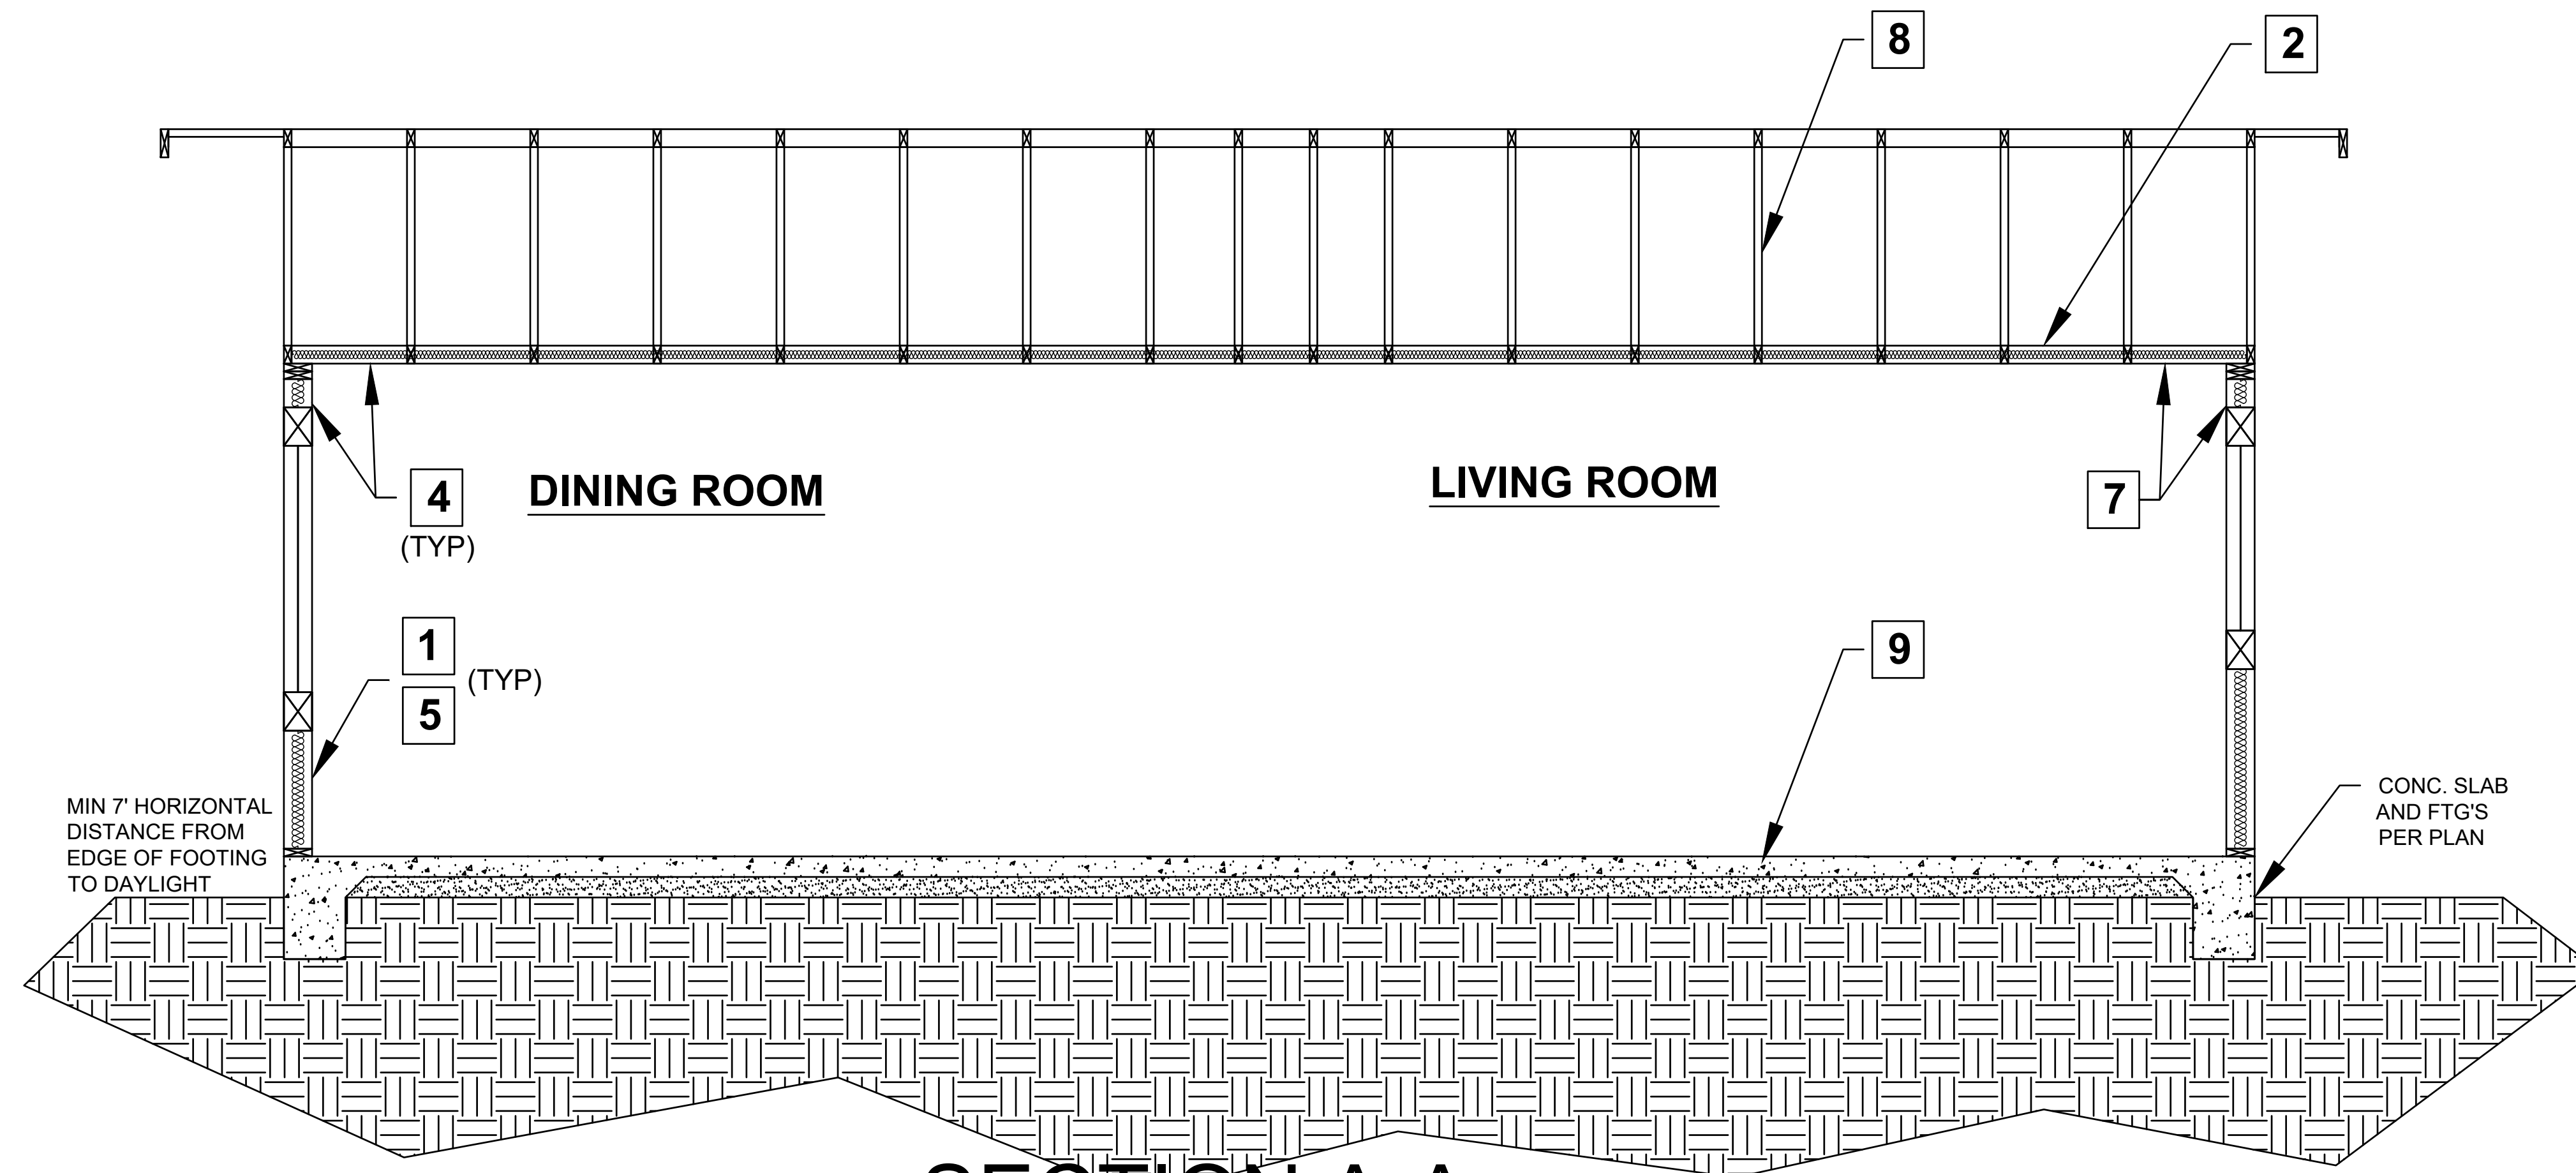 8
2
4
(TYP)
DINING ROOM
LIVING ROOM
7
1
(TYP)
5
9
MIN 7' HORIZONTAL
DISTANCE FROM
EDGE OF FOOTING
TO DAYLIGHT
CONC. SLAB
AND FTG'S
PER PLAN
SECTION A-A